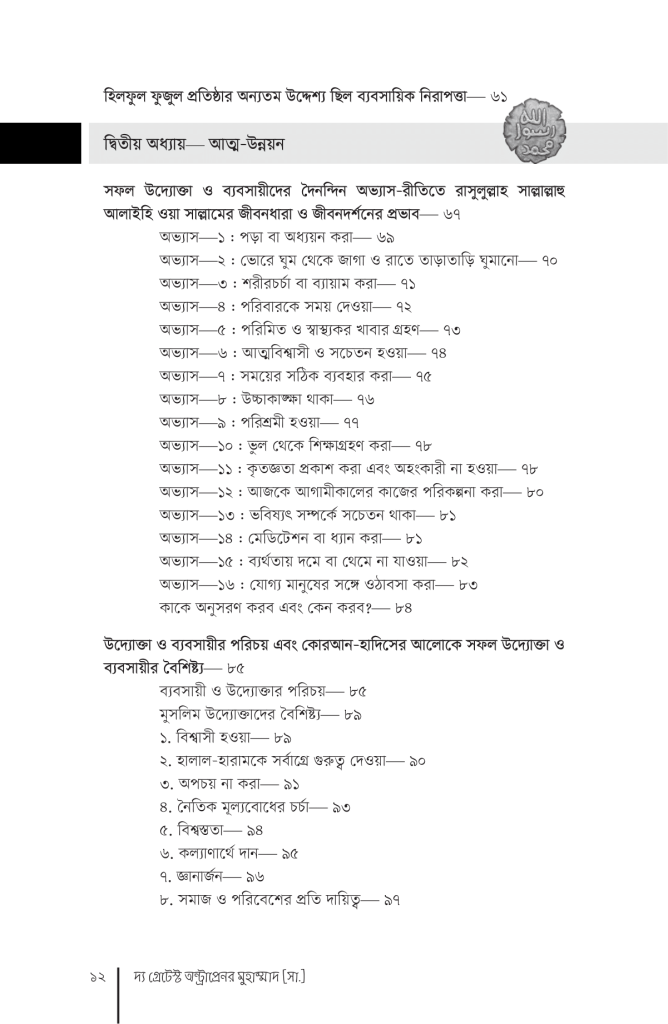 হিলফুল ফুজুল প্রতিষ্ঠার অন্যতম উদ্দেশ্য ছিল ব্যবসায়িক নিরাপত্তা— ৬১
الله
رسول
محمد
দ্বিতীয় অধ্যায়— আত্ম-উন্নয়ন
সফল উদ্যোক্তা ও ব্যবসায়ীদের দৈনন্দিন অভ্যাস-রীতিতে রাসুলুল্লাহ সাল্লাল্লাহু
আলাইহি ওয়া সাল্লামের জীবনধারা ও জীবনদর্শনের প্রভাব— ৬৭
অভ্যাস—১ : পড়া বা অধ্যয়ন করা— ৬৯
অভ্যাস—২ : ভোরে ঘুম থেকে জাগা ও রাতে তাড়াতাড়ি ঘুমানো— ৭০
অভ্যাস—৩ : শরীরচর্চা বা ব্যায়াম করা— ৭১
অভ্যাস—৪ : পরিবারকে সময় দেওয়া— ৭২
অভ্যাস—৫ : পরিমিত ও স্বাস্থ্যকর খাবার গ্রহণ— ৭৩
অভ্যাস—৬ : আত্মবিশ্বাসী ও সচেতন হওয়া— ৭৪
অভ্যাস—৭ : সময়ের সঠিক ব্যবহার করা— ৭৫
অভ্যাস—৮ : উচ্চাকাঙ্ক্ষা থাকা— ৭৬
অভ্যাস—৯ : পরিশ্রমী হওয়া— ৭৭
অভ্যাস—১০ : ভুল থেকে শিক্ষাগ্রহণ করা— ৭৮
অভ্যাস—১১ : কৃতজ্ঞতা প্রকাশ করা এবং অহংকারী না হওয়া— ৭৮
অভ্যাস—১২ : আজকে আগামীকালের কাজের পরিকল্পনা করা— ৮০
অভ্যাস—১৩ : ভবিষ্যৎ সম্পর্কে সচেতন থাকা— ৮১
অভ্যাস—১৪ : মেডিটেশন বা ধ্যান করা— ৮১
অভ্যাস—১৫ : ব্যর্থতায় দমে বা থেমে না যাওয়া— ৮২
অভ্যাস—১৬ : যোগ্য মানুষের সঙ্গে ওঠাবসা করা— ৮৩
কাকে অনুসরণ করব এবং কেন করব?— ৮৪
উদ্যোক্তা ও ব্যবসায়ীর পরিচয় এবং কোরআন-হাদিসের আলোকে সফল উদ্যোক্তা ও
ব্যবসায়ীর বৈশিষ্ট্য— ৮৫
ব্যবসায়ী ও উদ্যোক্তার পরিচয়— ৮৫
মুসলিম উদ্যোক্তাদের বৈশিষ্ট্য— ৮৯
১. বিশ্বাসী হওয়া— ৮৯
২. হালাল-হারামকে সর্বাগ্রে গুরুত্ব দেওয়া— ৯০
৩. অপচয় না করা— ৯১
৪. নৈতিক মূল্যবোধের চর্চা— ৯৩
৫. বিশ্বস্ততা— ৯৪
৬. কল্যাণার্থে দান— ৯৫
৭. জ্ঞানার্জন— ৯৬
৮. সমাজ ও পরিবেশের প্রতি দায়িত্ব— ৯৭
১২
দ্য গ্রেটেস্ট অন্ট্রাপ্রেনর মুহাম্মাদ [সা.]